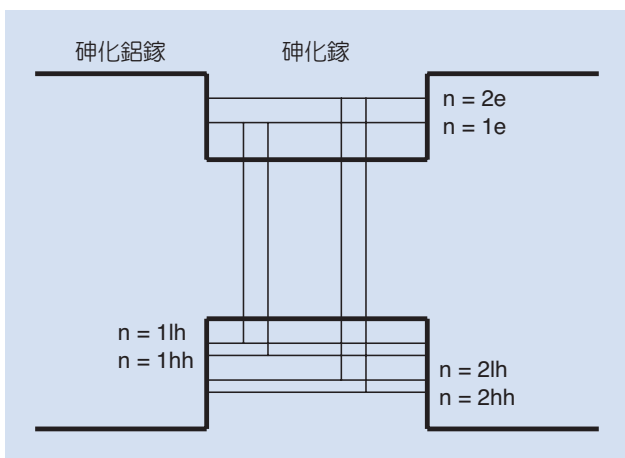 砷化鋁鎵
砷化鎵
n = 2e
n = 1e
n = 1lh
n = 1hh
n = 2lh
n = 2hh